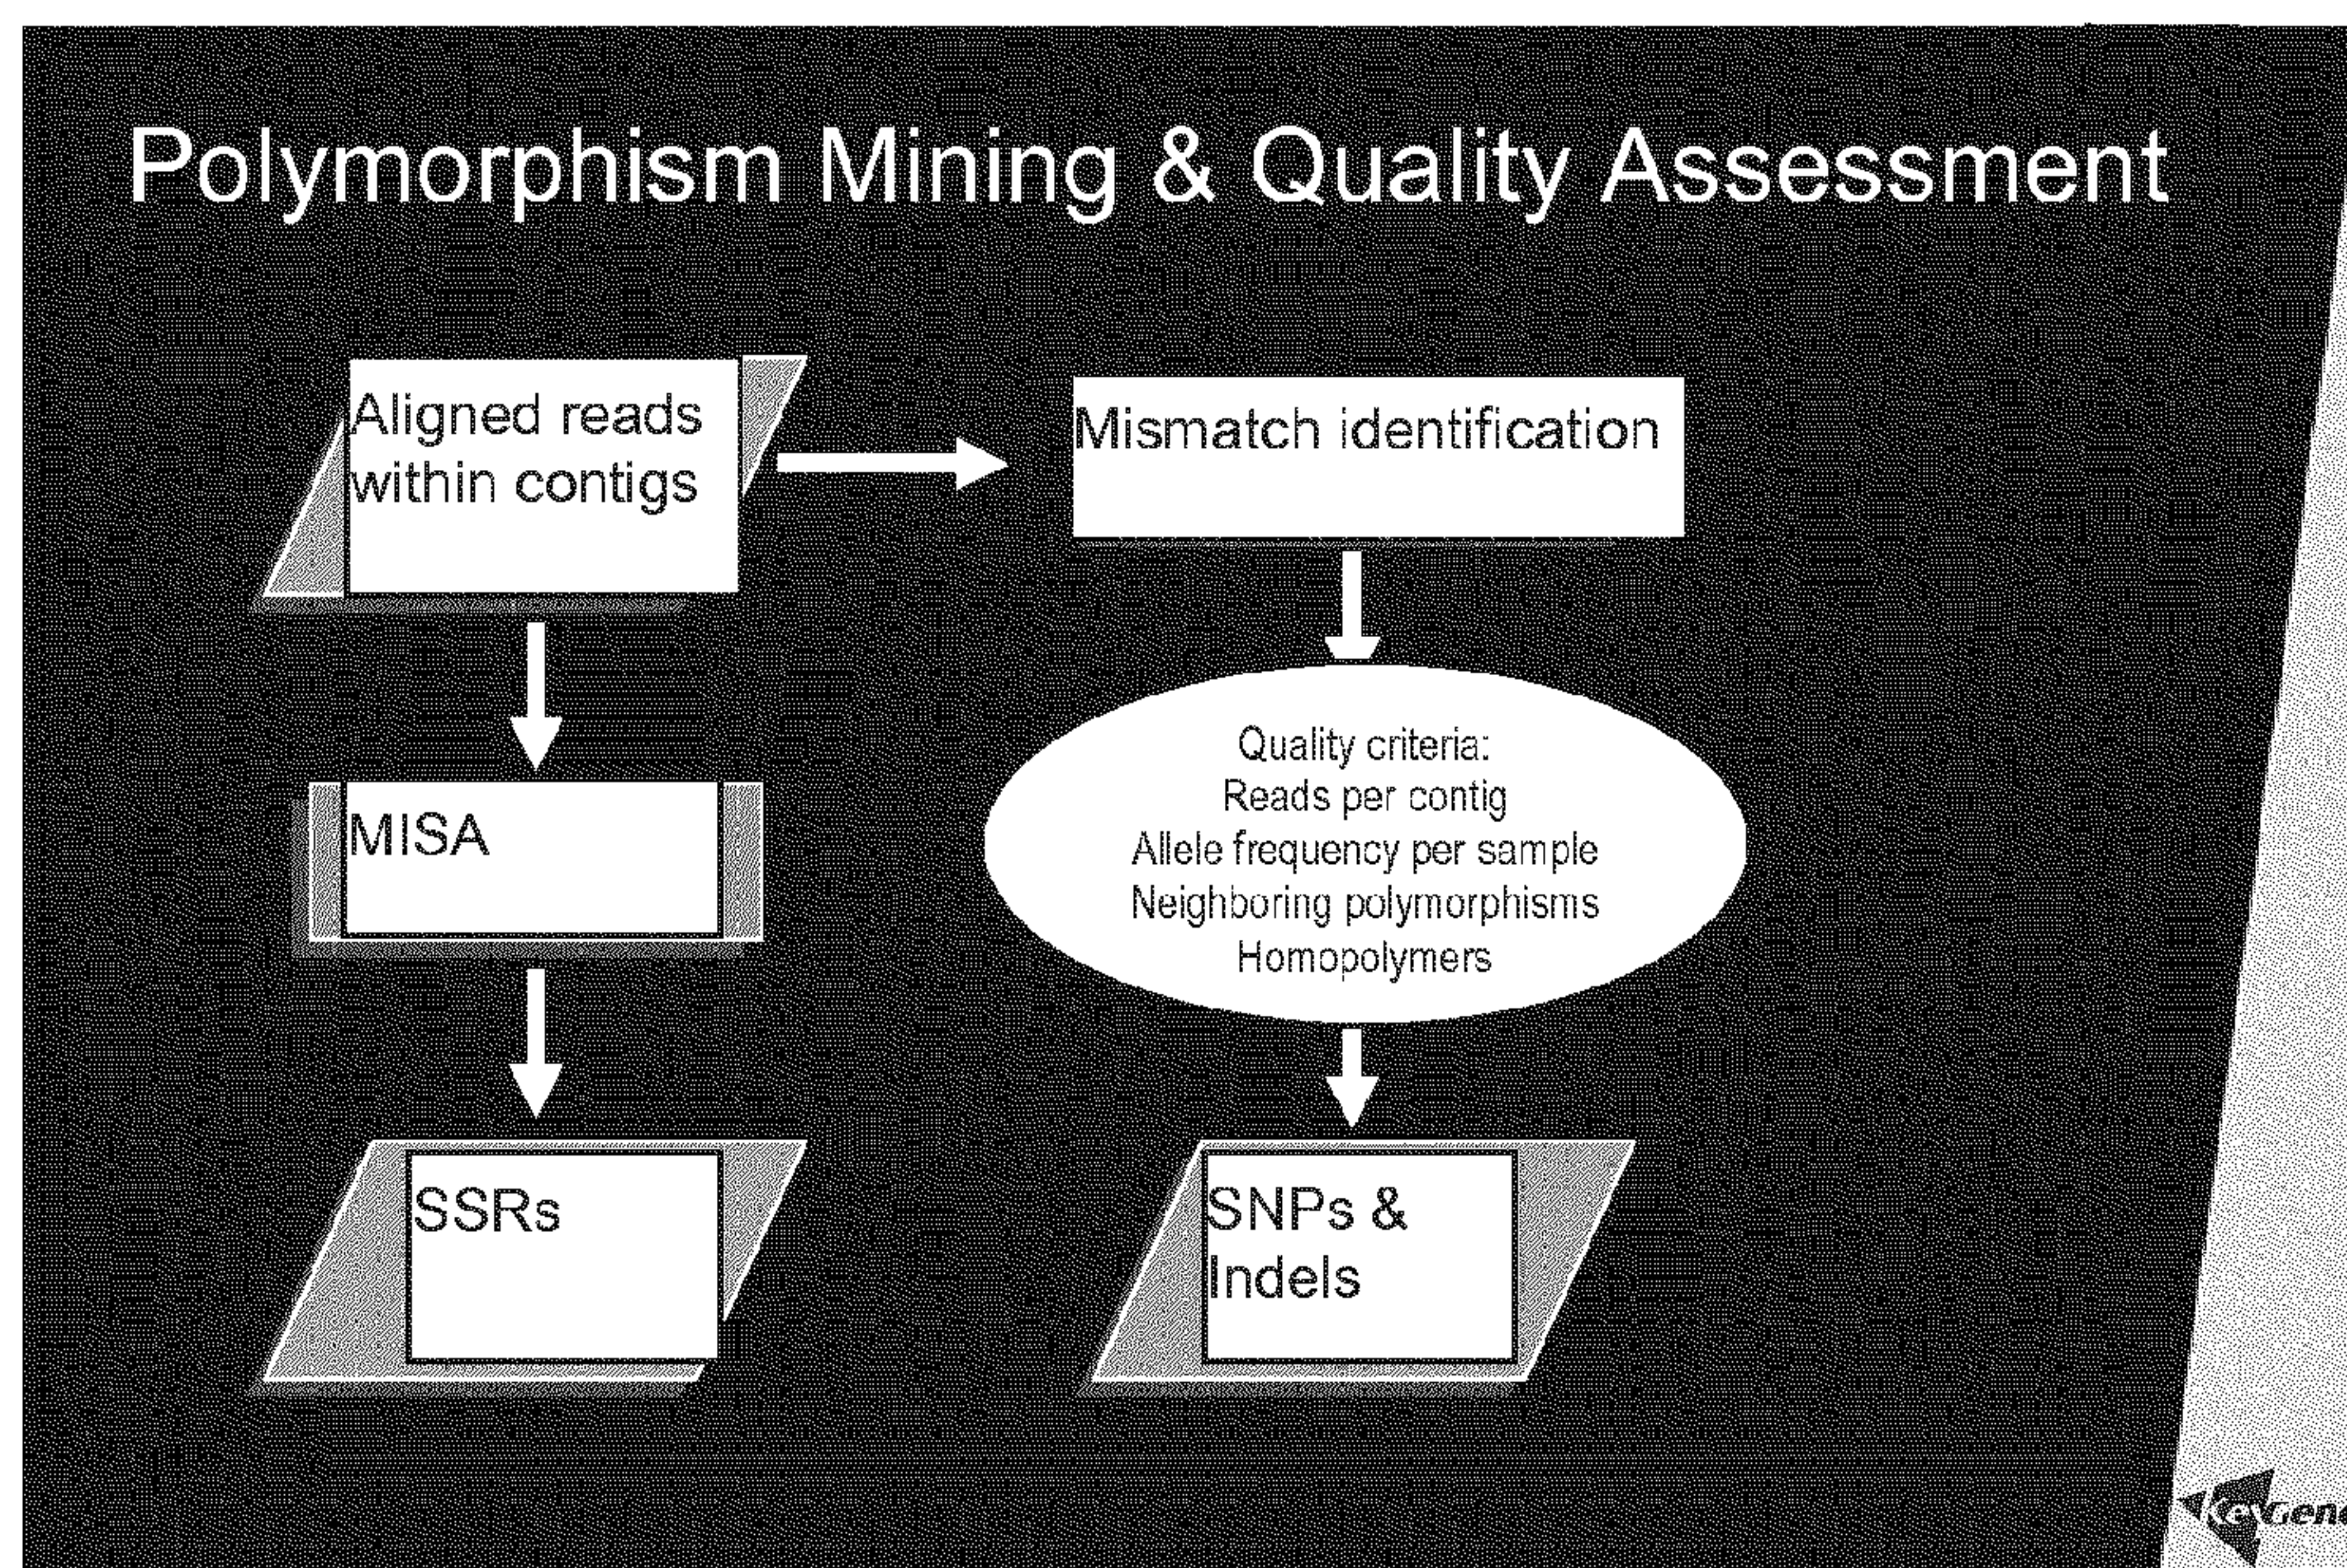 Polymorphism Mining & Quality Assessment
Aligned reads
within contigs
Mismatch identification
MISA
Quality criteria:
Reads per contig
Allele frequency per sample
Neighboring polymorphisms
Homopolymers
SSRs
SNPs &
Indels
KeyGene